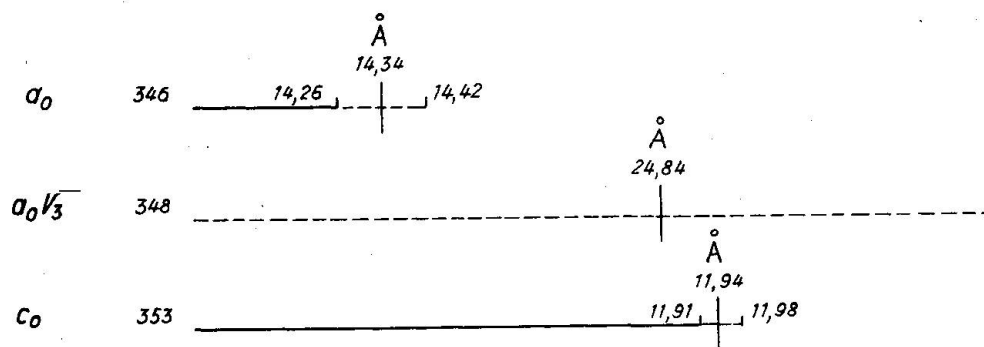 Å
14,34
a₀ 346 14,26 14,42
Å
24,84
a₀√3 348
Å
11,94
c₀ 353 11,91 11,98